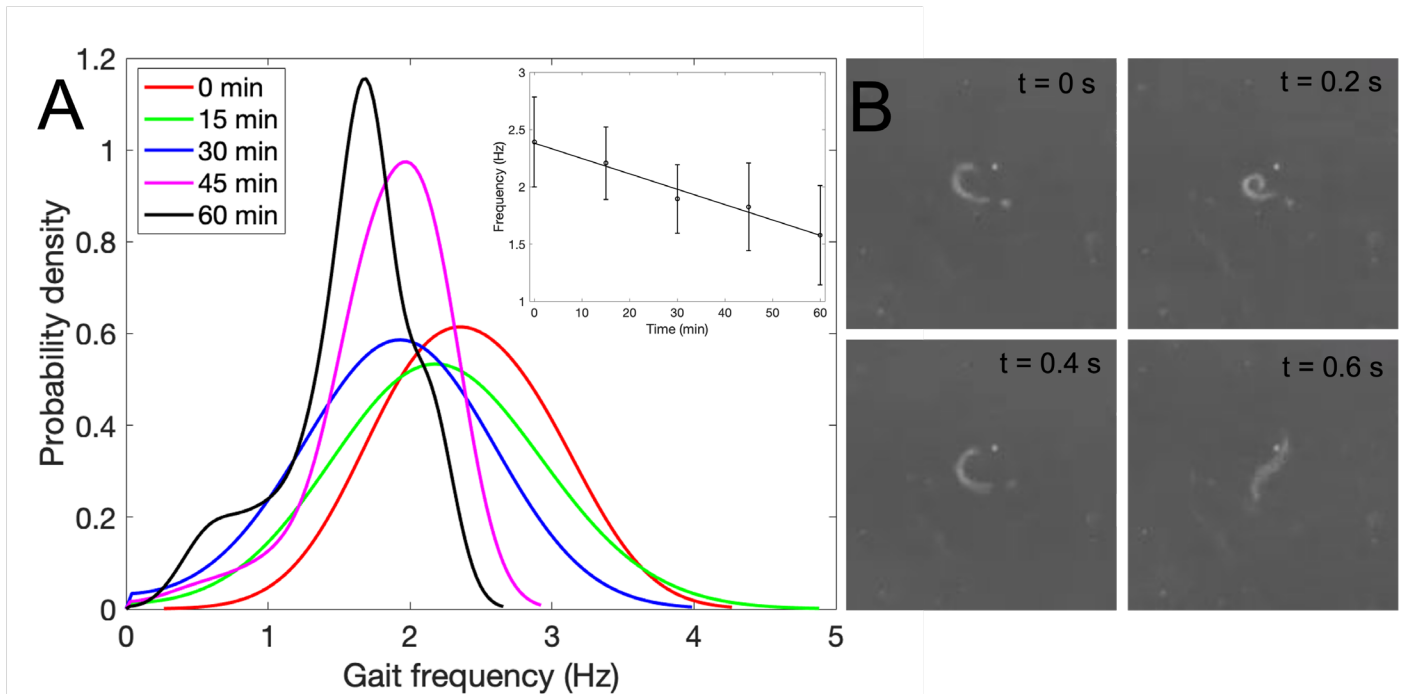 A
1.2
1
0.8
0.6
0.4
0.2
0
0 1 2 3 4 5
Probability density
Gait frequency (Hz)
0 min
15 min
30 min
45 min
60 min
3
2.5
2
1.5
1
0 10 20 30 40 50 60
Frequency (Hz)
Time (min)
B
t = 0 s
t = 0.2 s
t = 0.4 s
t = 0.6 s